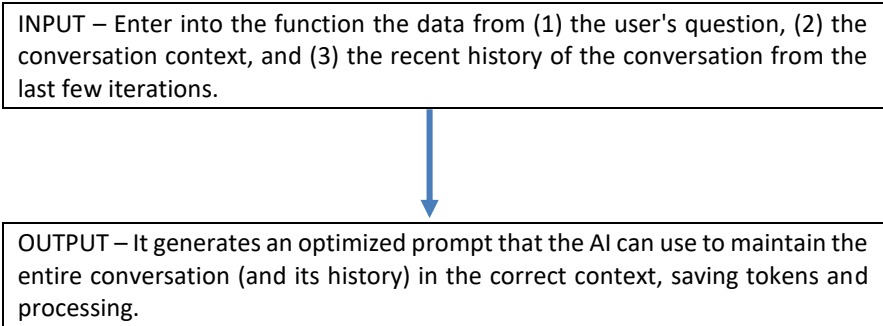 INPUT – Enter into the function the data from (1) the user's question, (2) the
conversation context, and (3) the recent history of the conversation from the
last few iterations.
OUTPUT – It generates an optimized prompt that the AI can use to maintain the
entire conversation (and its history) in the correct context, saving tokens and
processing.